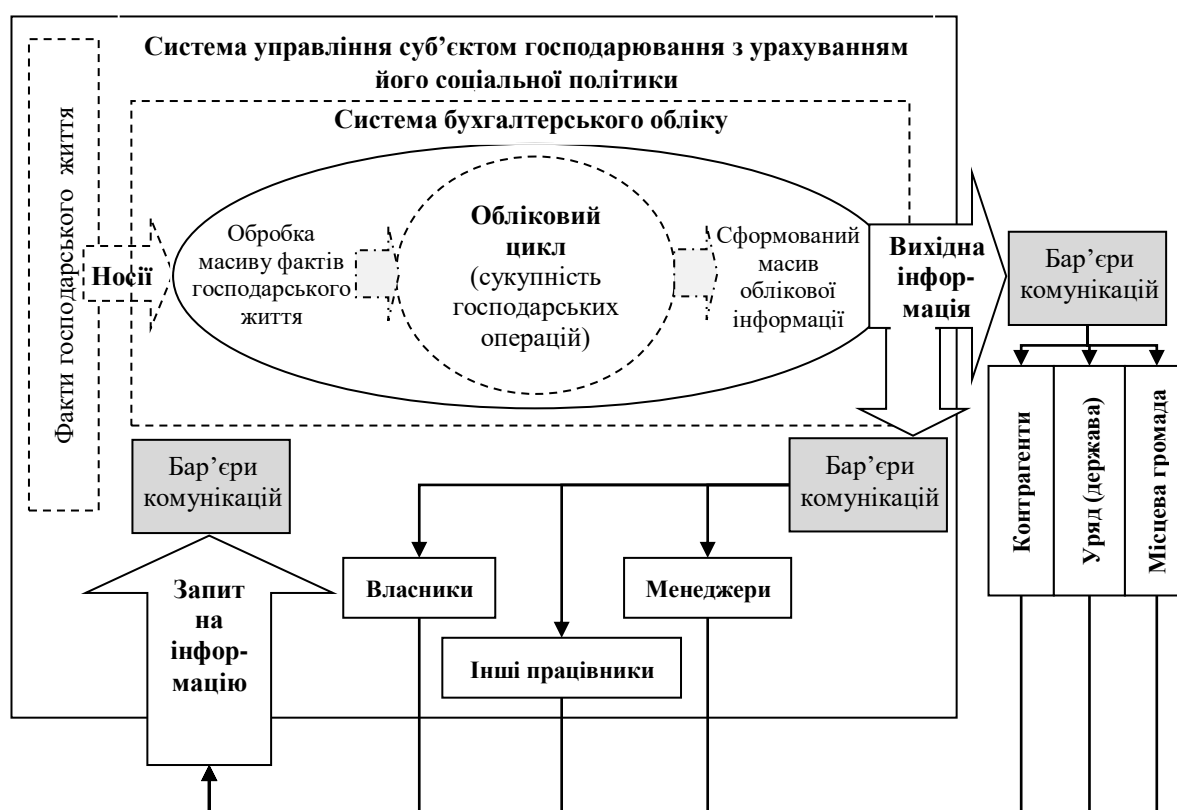 Система управління суб’єктом господарювання з урахуванням
його соціальної політики
Факти господарського життя
Система бухгалтерського обліку
Носії
Обробка
масиву фактів
господарського
життя
Обліковий
цикл
(сукупність
господарських
операцій)
Сформований
масив
облікової
інформації
Вихідна
інфор-
мація
Бар’єри
комунікацій
Контрагенти
Уряд (держава)
Місцева громада
Бар’єри
комунікацій
Бар’єри
комунікацій
Власники
Менеджери
Інші працівники
Запит
на
інфор-
мацію